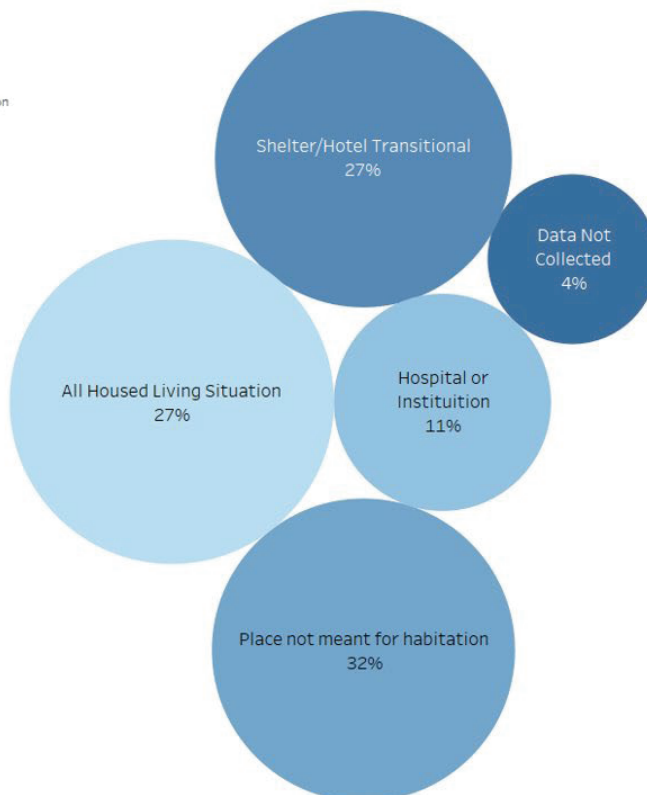 on
Shelter/Hotel Transitional
27%
Data Not
Collected
4%
All Housed Living Situation
27%
Hospital or
Instituition
11%
Place not meant for habitation
32%